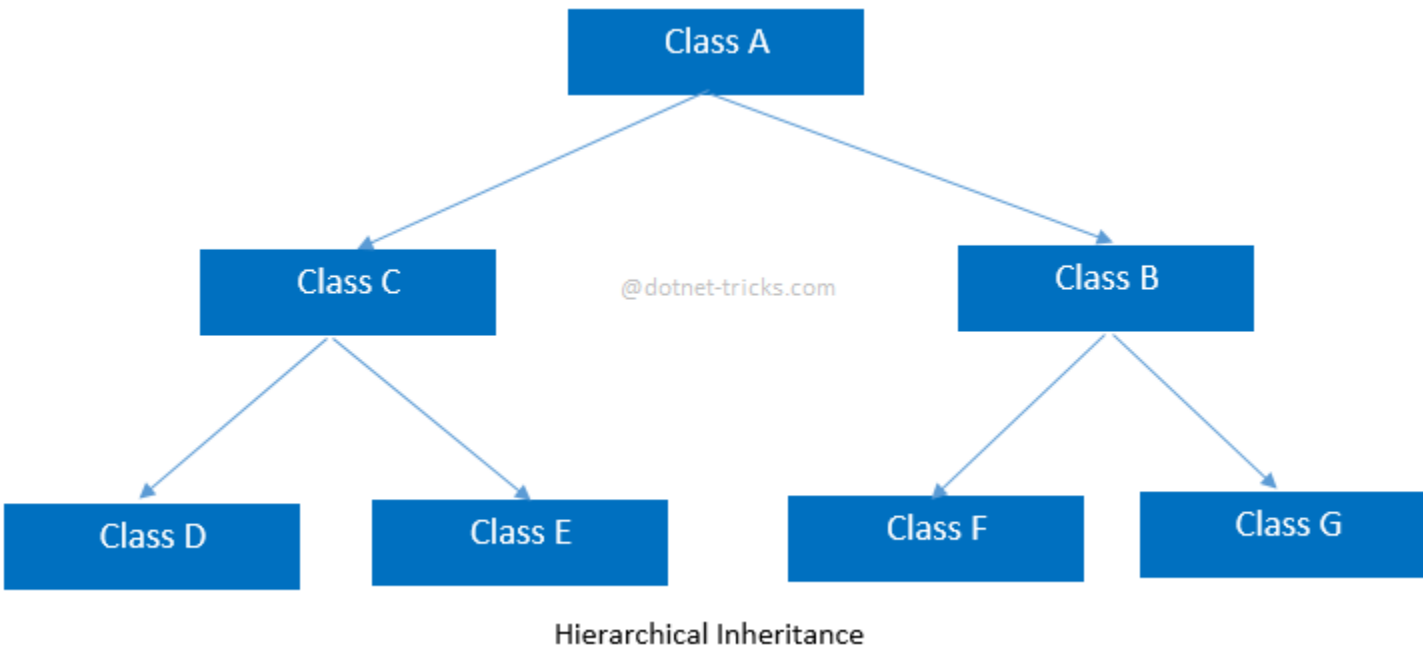 Class A
Class C
@dotnet-tricks.com
Class B
Class D
Class E
Class F
Class G
Hierarchical Inheritance